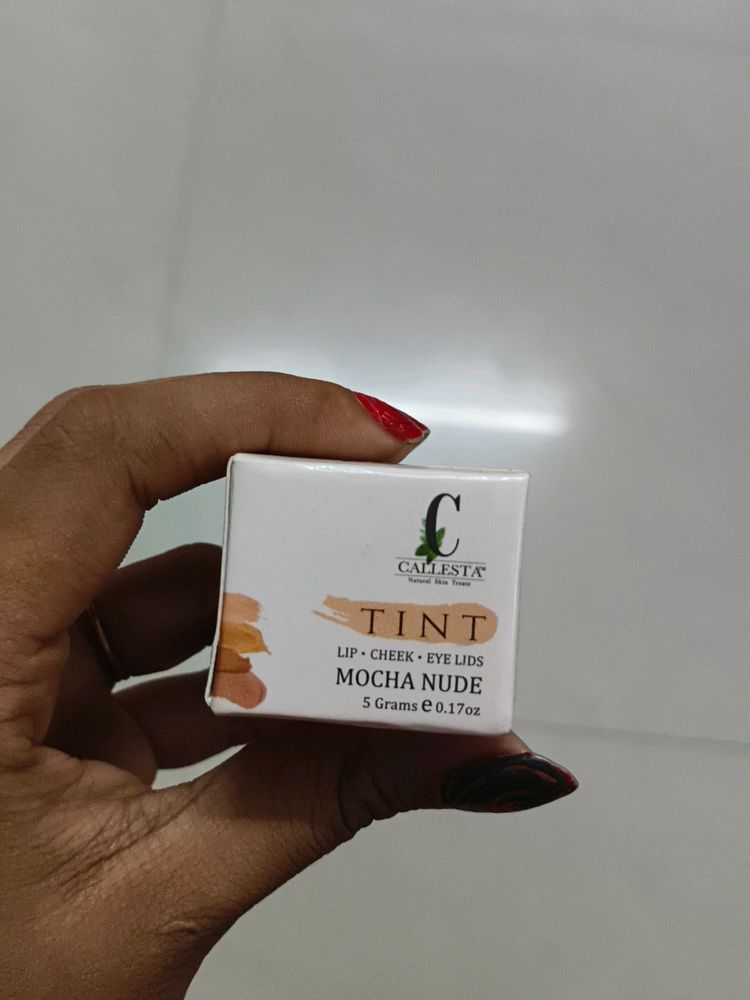 C
CALLESTA™
Natural Skin Treats
TINT
LIP • CHEEK • EYE LIDS
MOCHA NUDE
5 Grams e 0.17oz